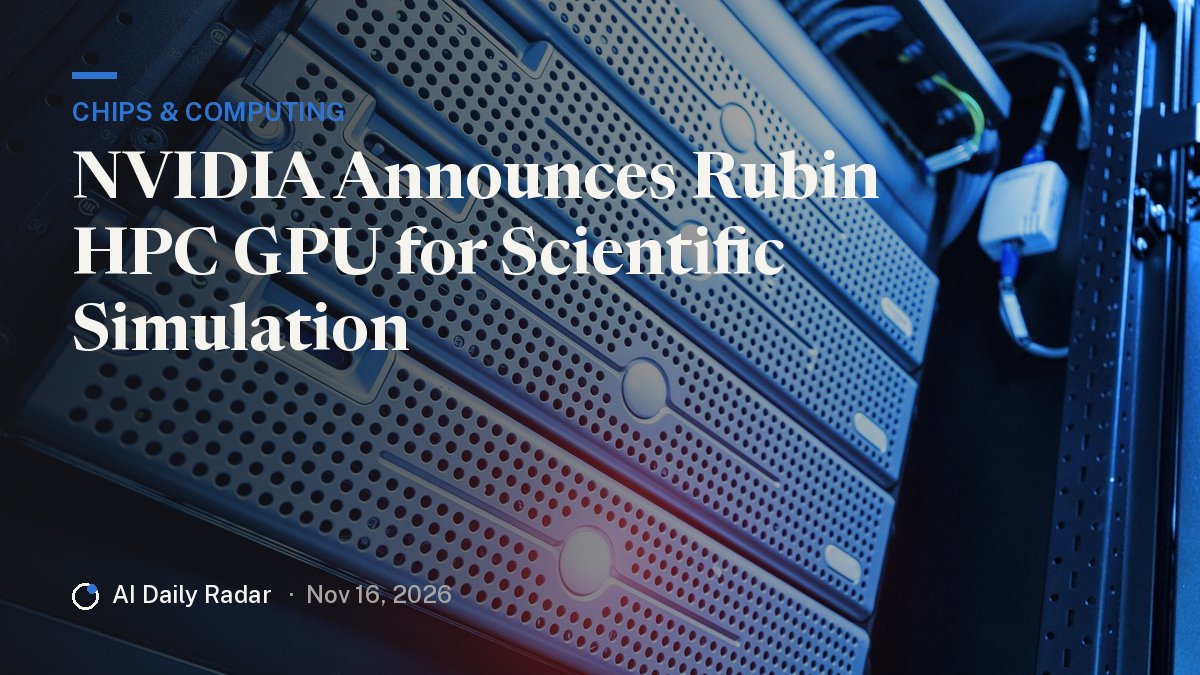 CHIPS & COMPUTING
NVIDIA Announces Rubin
HPC GPU for Scientific
Simulation
AI Daily Radar · Nov 16, 2026